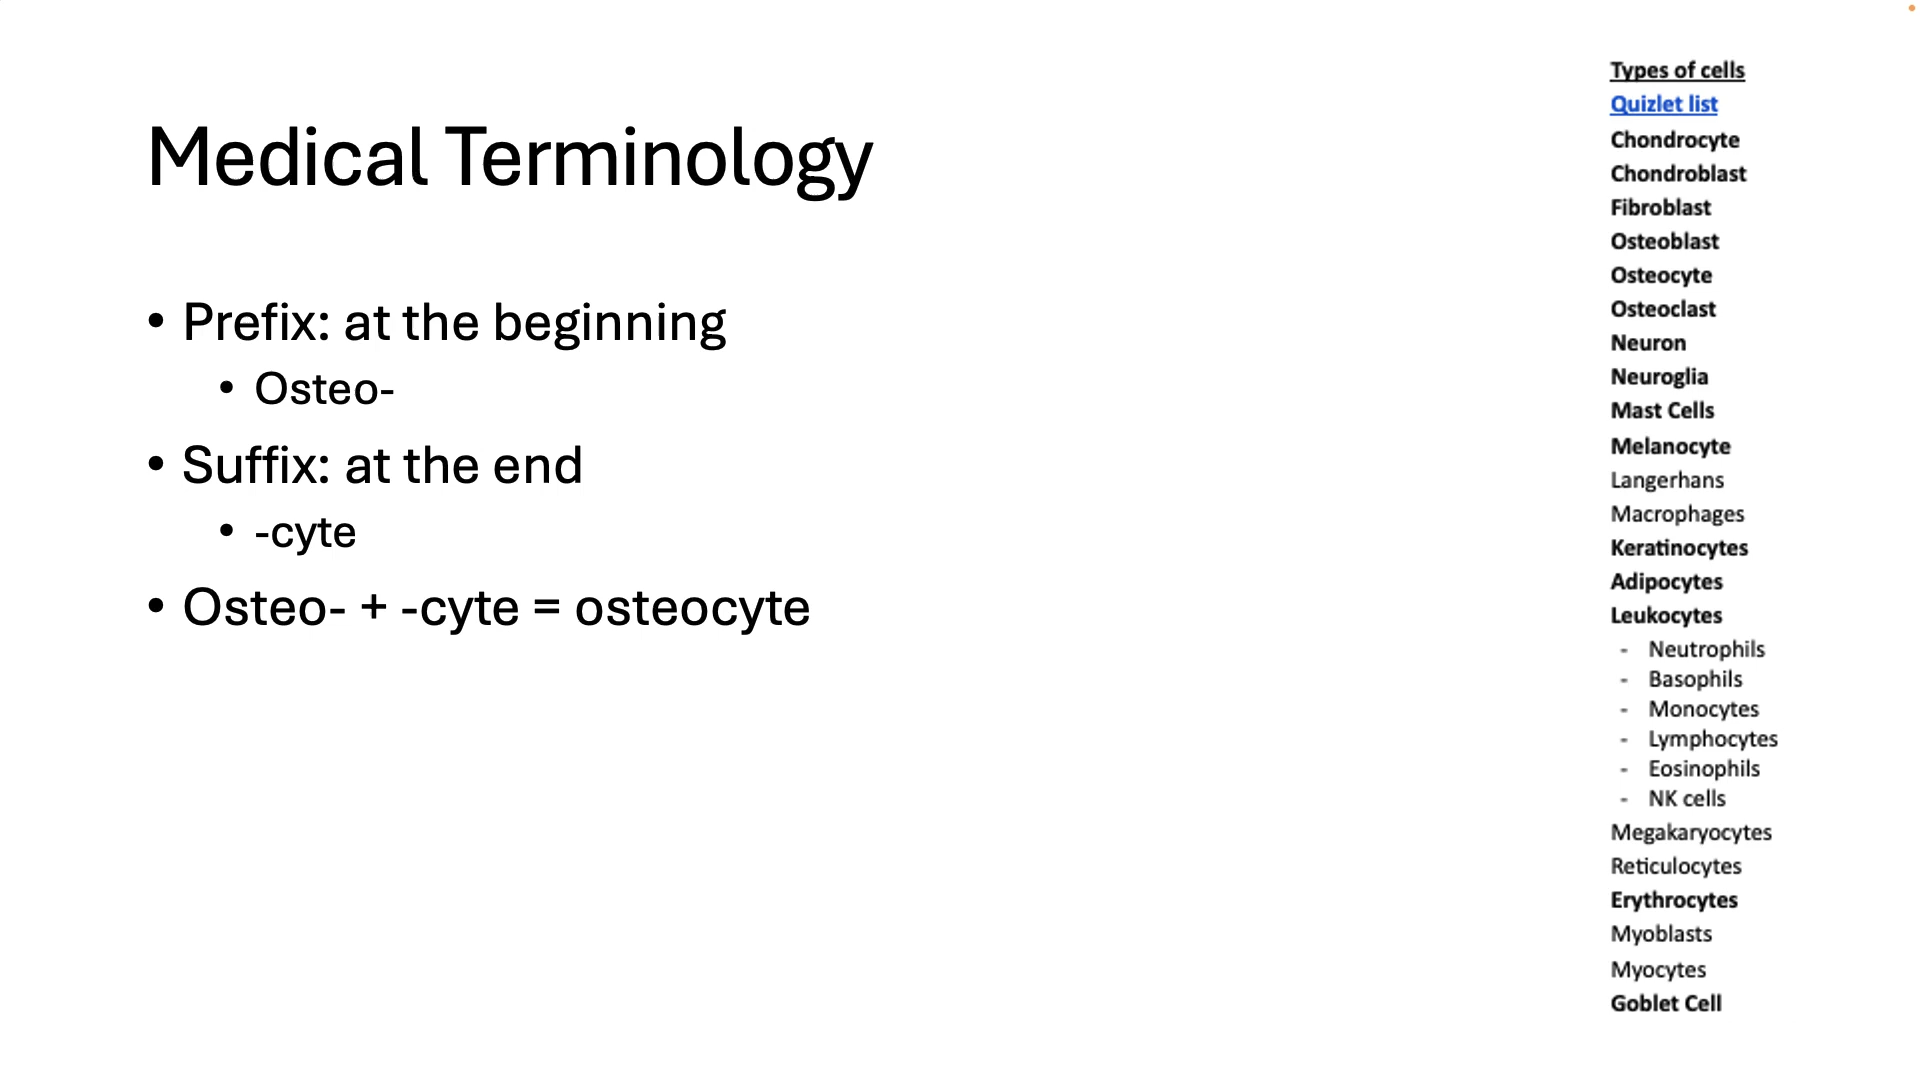 Medical Terminology
• Prefix: at the beginning
• Osteo-
• Suffix: at the end
• -cyte
• Osteo- + -cyte = osteocyte
Types of cells
Quizlet list
Chondrocyte
Chondroblast
Fibroblast
Osteoblast
Osteocyte
Osteoclast
Neuron
Neuroglia
Mast Cells
Melanocyte
Langerhans
Macrophages
Keratinocytes
Adipocytes
Leukocytes
- Neutrophils
- Basophils
- Monocytes
- Lymphocytes
- Eosinophils
- NK cells
Megakaryocytes
Reticulocytes
Erythrocytes
Myoblasts
Myocytes
Goblet Cell